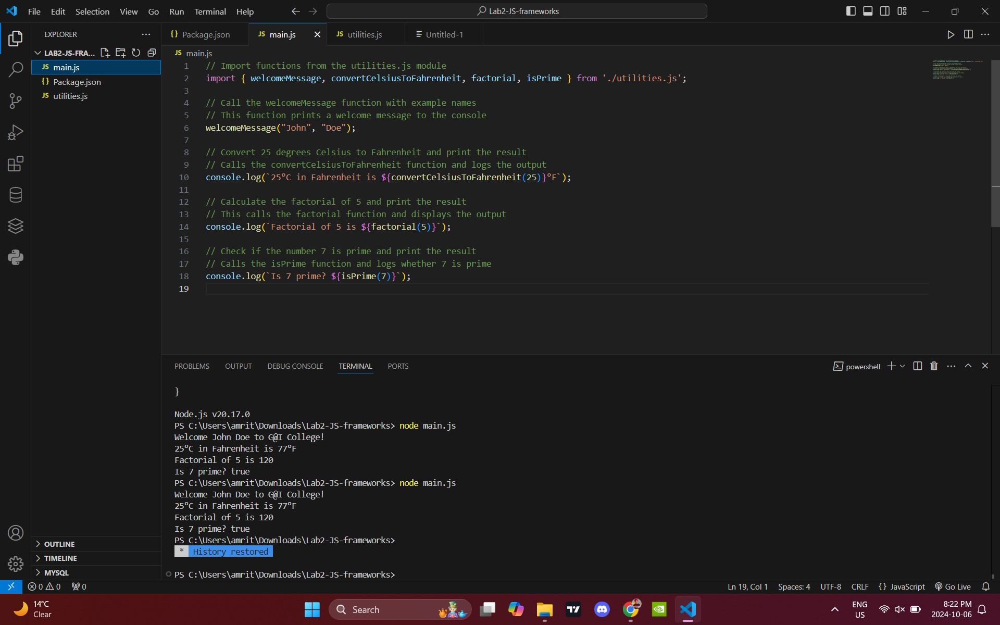 File Edit Selection View Go Run Terminal Help
Lab2-JS-frameworks
EXPLORER
LAB2-JS-FRA...
JS main.js
{} Package.json
JS utilities.js
OUTLINE
TIMELINE
MYSQL
{} Package.json
JS main.js
JS utilities.js
Untitled-1
JS main.js
1 // Import functions from the utilities.js module
2 import { welcomeMessage, convertCelsiusToFahrenheit, factorial, isPrime } from './utilities.js';
3
4 // Call the welcomeMessage function with example names
5 // This function prints a welcome message to the console
6 welcomeMessage("John", "Doe");
7
8 // Convert 25 degrees Celsius to Fahrenheit and print the result
9 // Calls the convertCelsiusToFahrenheit function and logs the output
10 console.log(`25°C in Fahrenheit is ${convertCelsiusToFahrenheit(25)}°F`);
11
12 // Calculate the factorial of 5 and print the result
13 // This calls the factorial function and displays the output
14 console.log(`Factorial of 5 is ${factorial(5)}`);
15
16 // Check if the number 7 is prime and print the result
17 // Calls the isPrime function and logs whether 7 is prime
18 console.log(`Is 7 prime? ${isPrime(7)}`);
19
PROBLEMS OUTPUT DEBUG CONSOLE TERMINAL PORTS
powershell
}
Node.js v20.17.0
PS C:\Users\amrit\Downloads\Lab2-JS-frameworks> node main.js
Welcome John Doe to G@I College!
25°C in Fahrenheit is 77°F
Factorial of 5 is 120
Is 7 prime? true
PS C:\Users\amrit\Downloads\Lab2-JS-frameworks> node main.js
Welcome John Doe to G@I College!
25°C in Fahrenheit is 77°F
Factorial of 5 is 120
Is 7 prime? true
PS C:\Users\amrit\Downloads\Lab2-JS-frameworks>
* History restored
PS C:\Users\amrit\Downloads\Lab2-JS-frameworks>
0 0 0
Ln 19, Col 1 Spaces: 4 UTF-8 CRLF {} JavaScript Go Live
14°C
Clear
Search
ENG
US
8:22 PM
2024-10-06